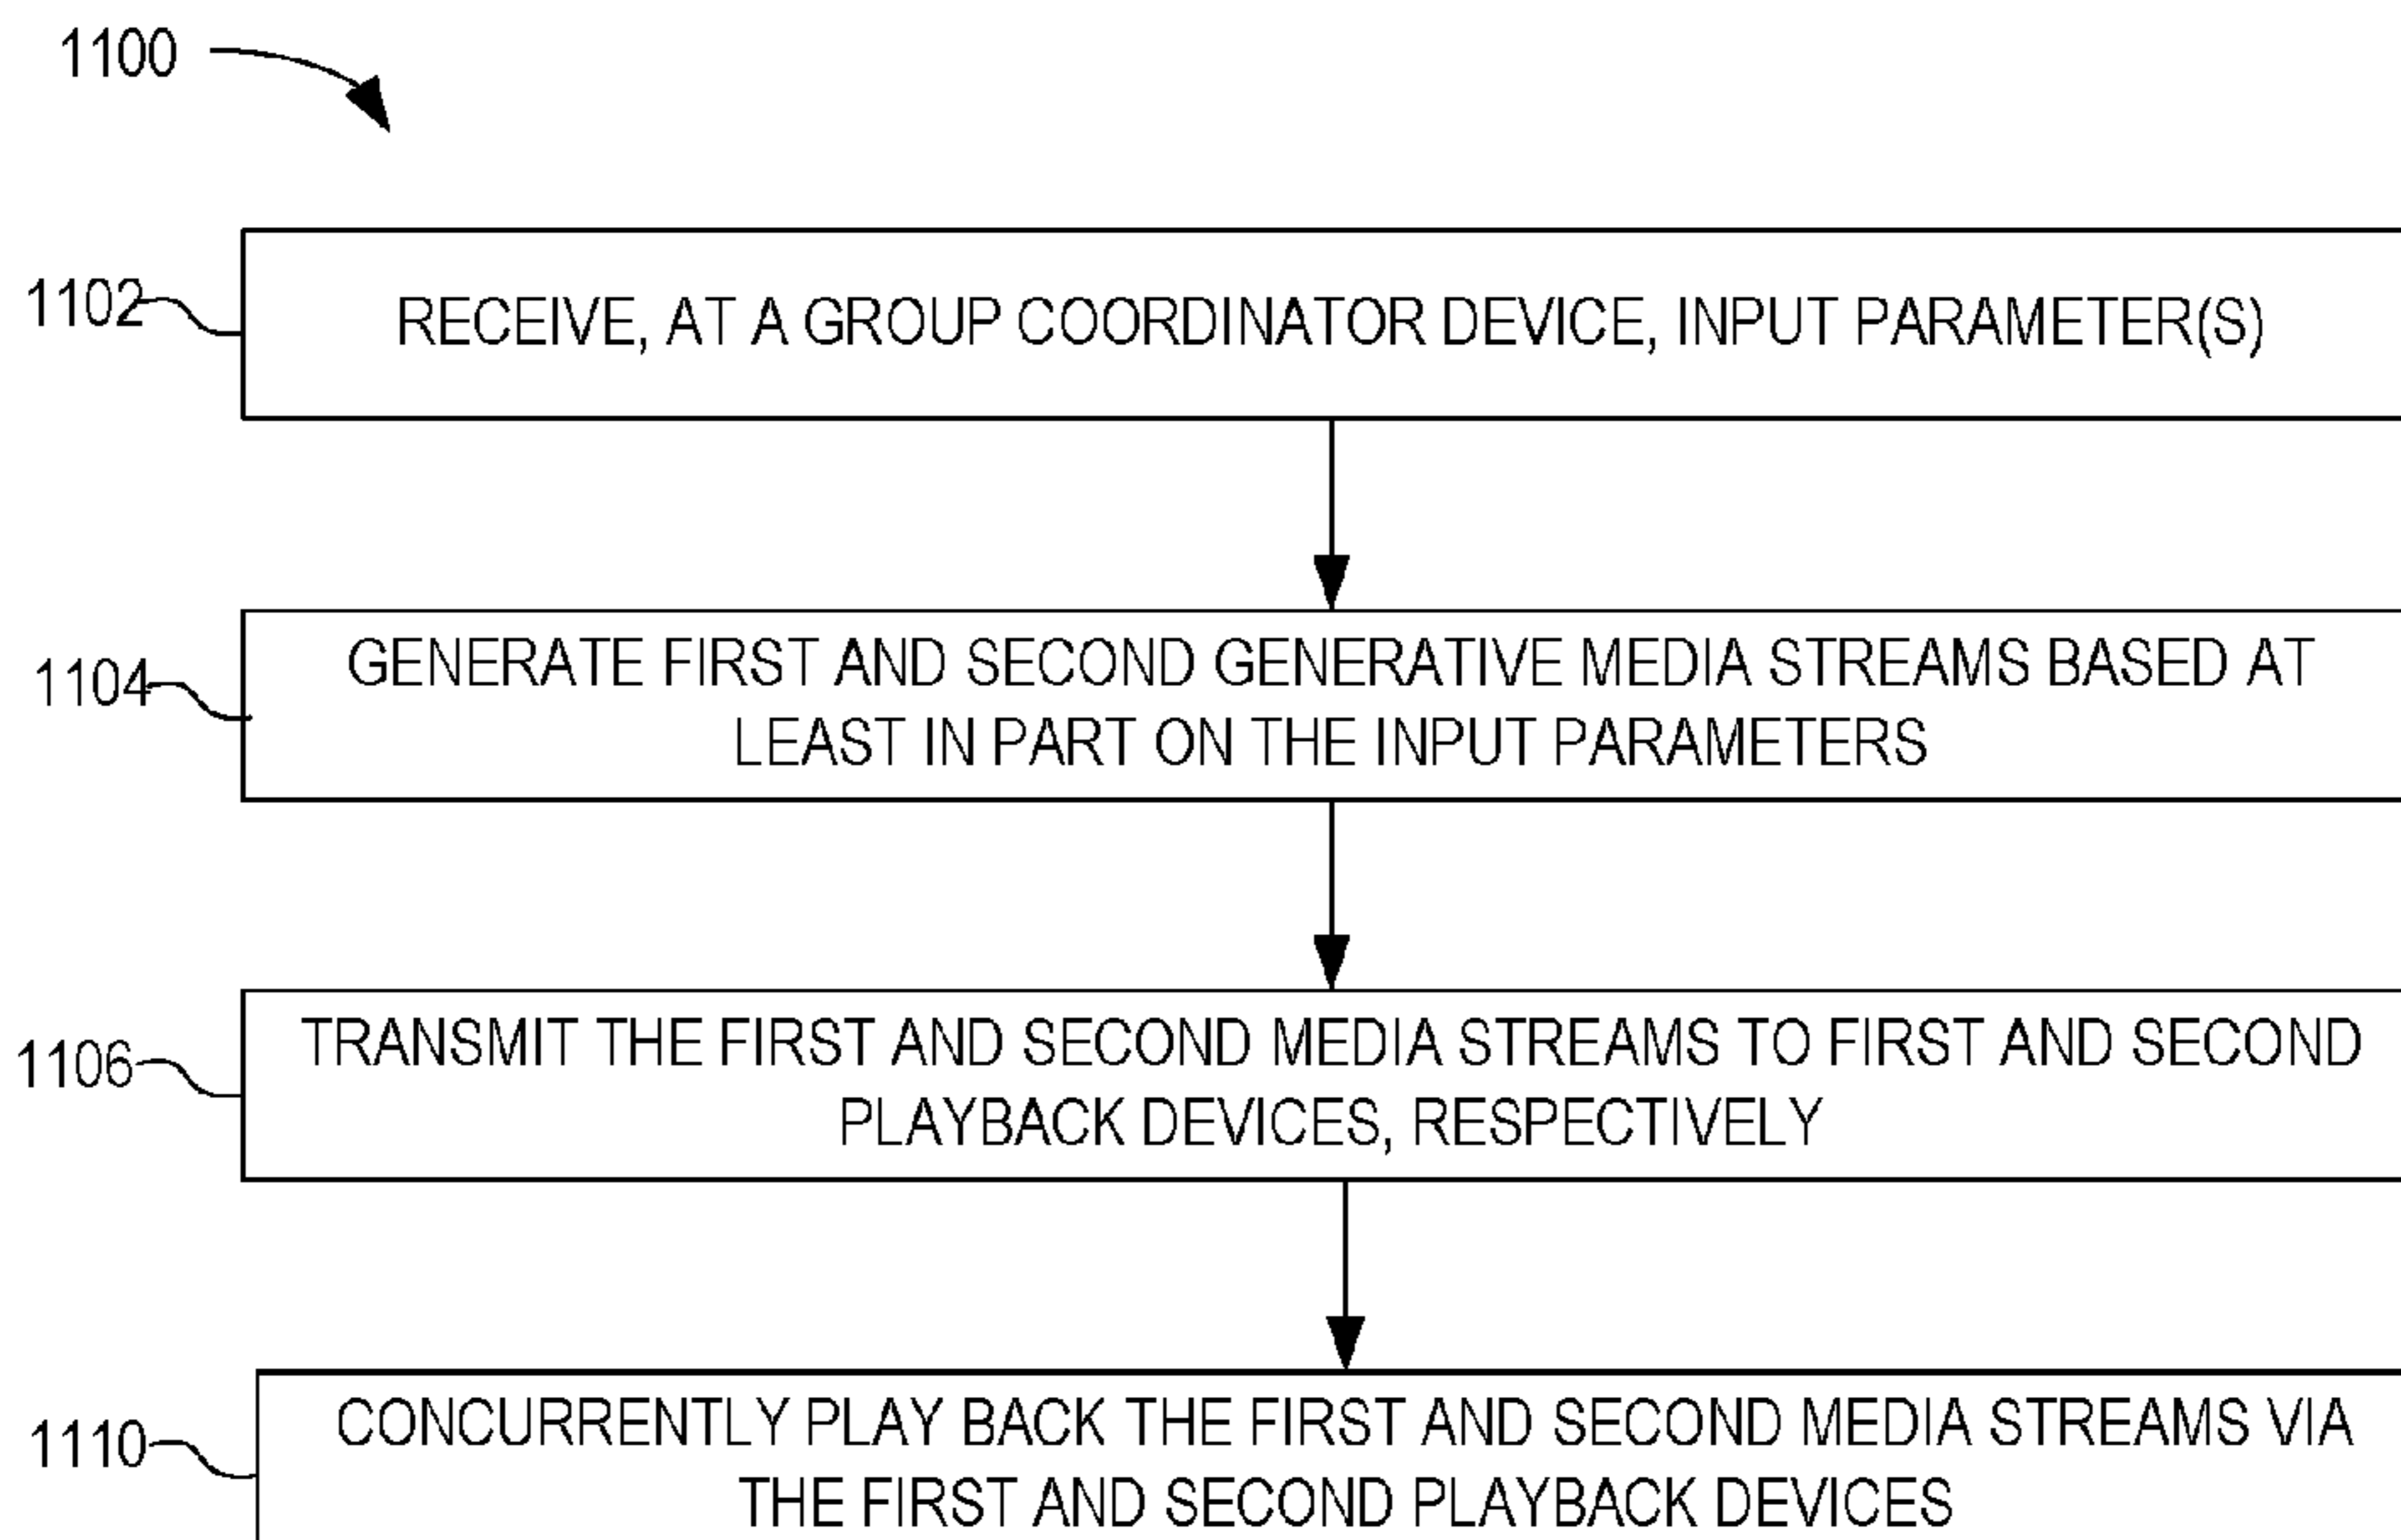 1100
1102
RECEIVE, AT A GROUP COORDINATOR DEVICE, INPUT PARAMETER(S)
1104
GENERATE FIRST AND SECOND GENERATIVE MEDIA STREAMS BASED AT
LEAST IN PART ON THE INPUT PARAMETERS
1106
TRANSMIT THE FIRST AND SECOND MEDIA STREAMS TO FIRST AND SECOND
PLAYBACK DEVICES, RESPECTIVELY
1110
CONCURRENTLY PLAY BACK THE FIRST AND SECOND MEDIA STREAMS VIA
THE FIRST AND SECOND PLAYBACK DEVICES